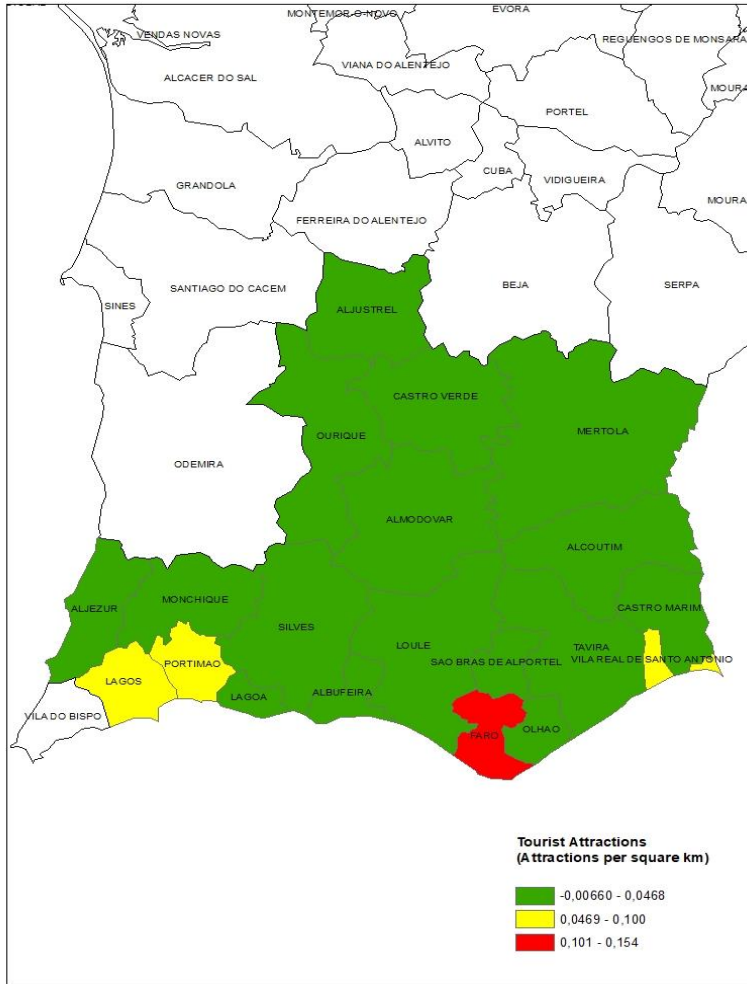 MONTEMOR-O-NOVO
EVORA
VENDAS NOVAS
REGUENGOS DE MONSARA
VIANA DO ALENTEJO
ALCACER DO SAL
MOURA
PORTEL
ALVITO
CUBA
VIDIGUEIRA
GRANDOLA
MOURA
FERREIRA DO ALENTEJO
SANTIAGO DO CACEM
BEJA
SERPA
SINES
ALJUSTREL
CASTRO VERDE
MERTOLA
OURIQUE
ODEMIRA
ALMODOVAR
ALCOUTIM
MONCHIQUE
ALJEZUR
CASTRO MARIM
SILVES
LOULE
TAVIRA
PORTIMAO
SAO BRAS DE ALPORTEL
VILA REAL DE SANTO ANTONIO
LAGOS
LAGOA
ALBUFEIRA
VILA DO BISPO
OLHAO
FARO
Tourist Attractions
(Attractions per square km)
-0,00660 - 0,0468
0,0469 - 0,100
0,101 - 0,154